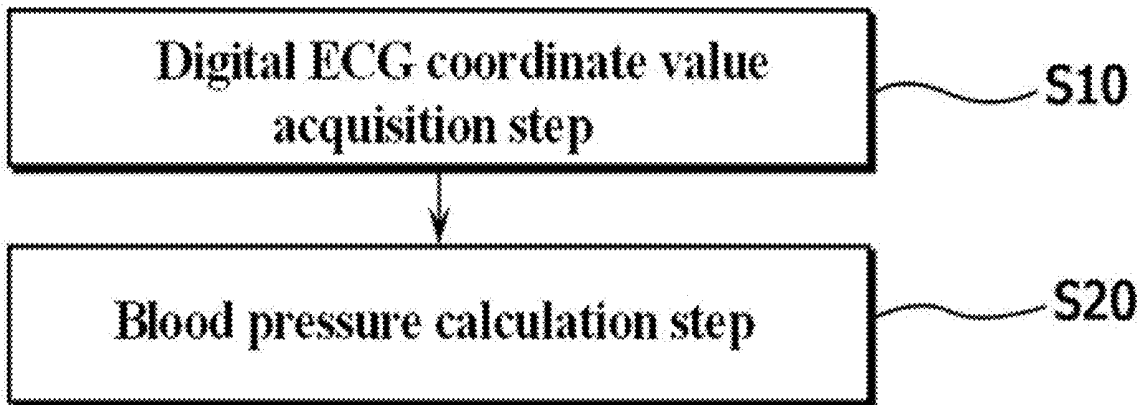 Digital ECG coordinate value
acquisition step
S10
Blood pressure calculation step
S20